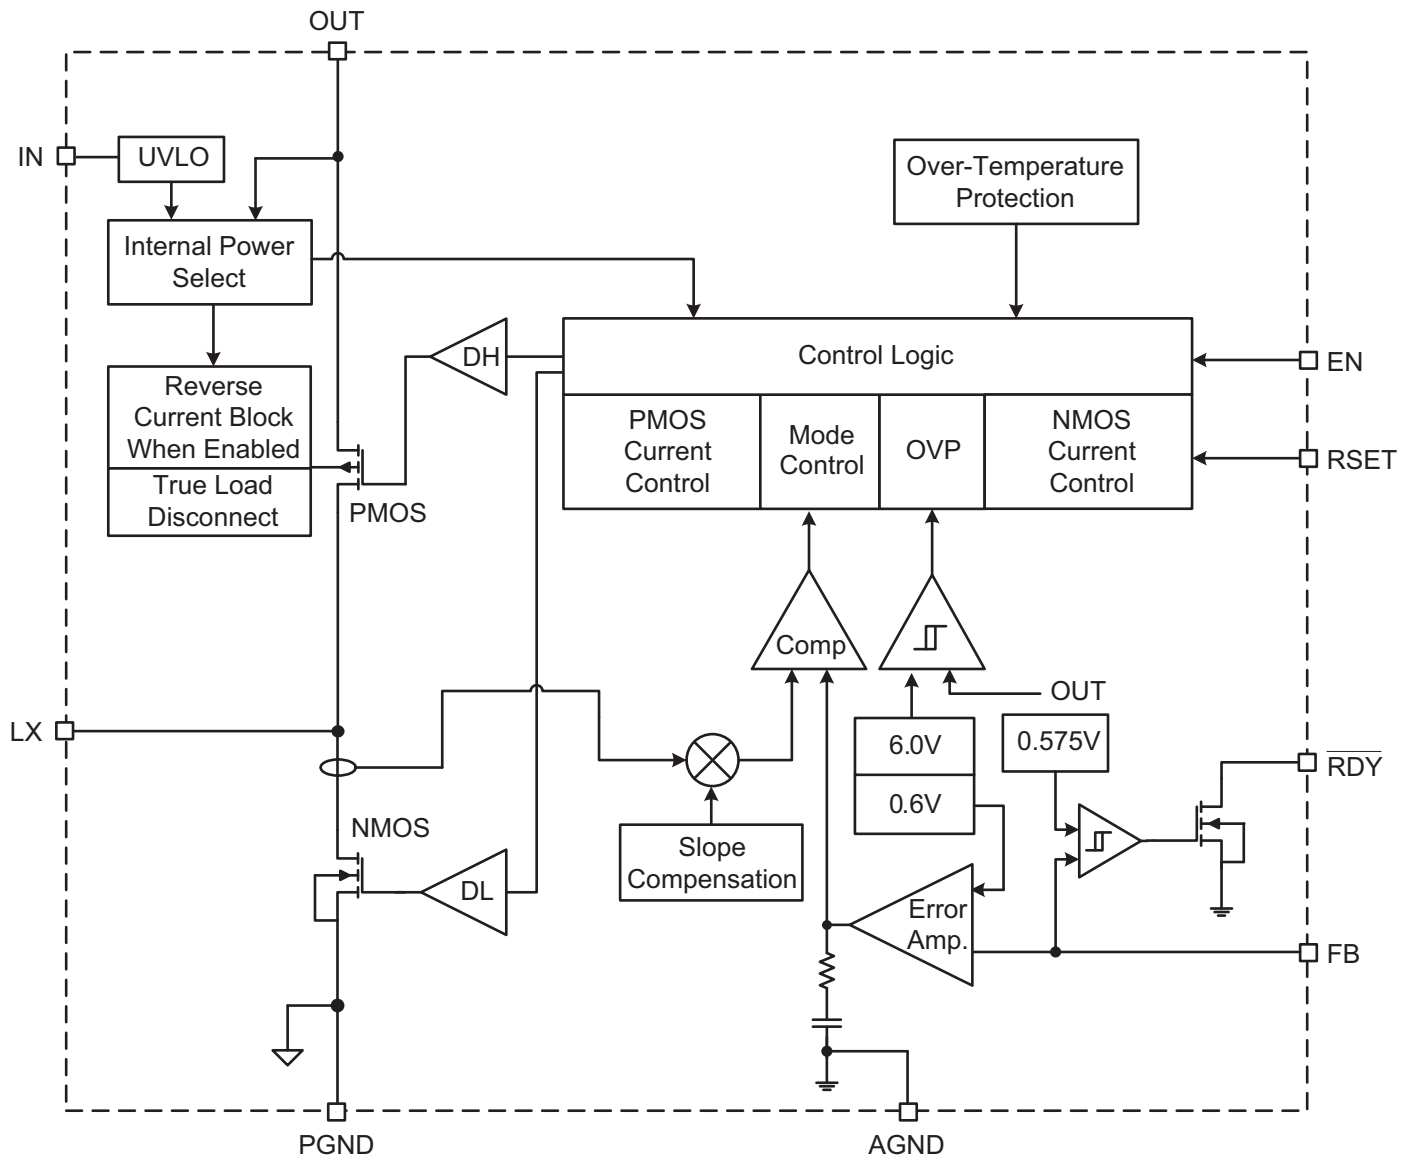 OUT
IN
UVLO
Over-Temperature
Protection
Internal Power
Select
DH
Control Logic
EN
Reverse
Current Block
When Enabled
True Load
Disconnect
PMOS
PMOS
Current
Control
Mode
Control
OVP
NMOS
Current
Control
RSET
Comp
OUT
LX
6.0V
0.6V
0.575V
RDY
NMOS
Slope
Compensation
DL
Error
Amp.
FB
PGND
AGND